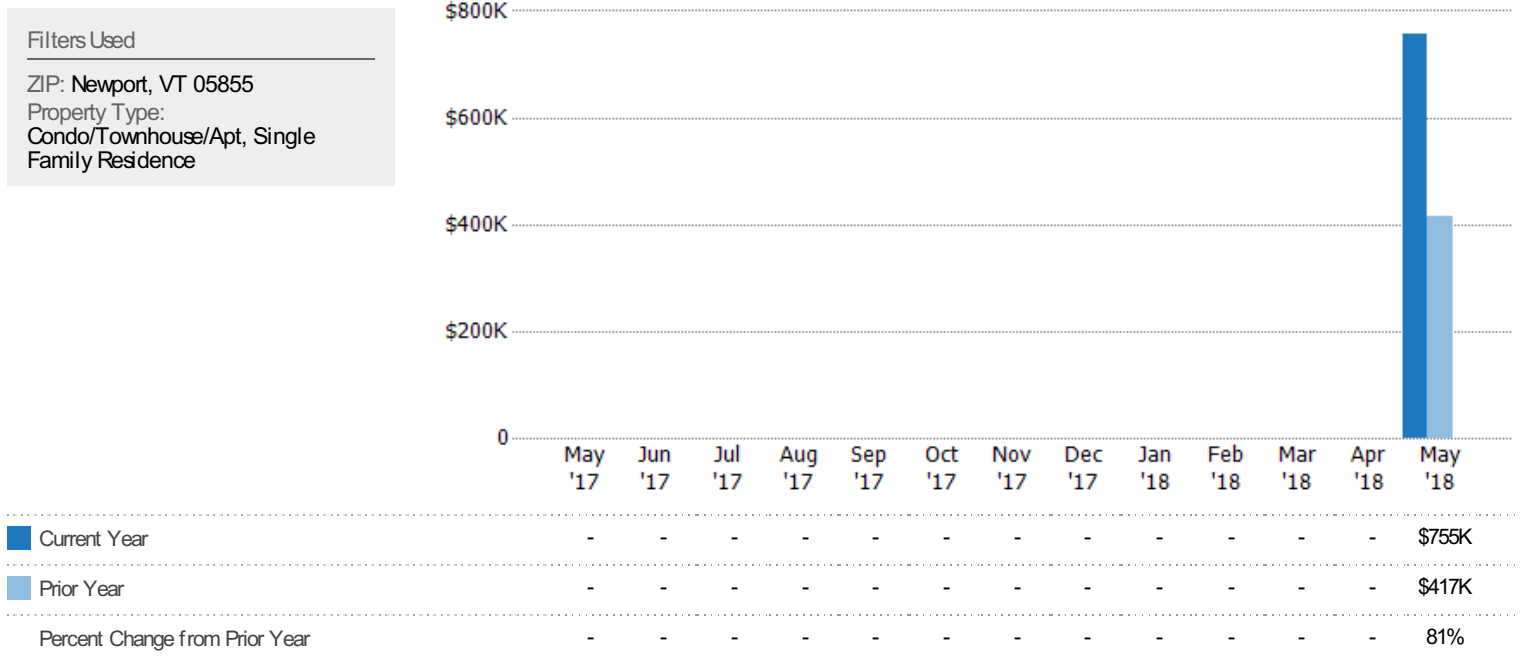 Filters Used
ZIP: Newport, VT 05855
Property Type:
Condo/Townhouse/Apt, Single
Family Residence
$800K
$600K
$400K
$200K
0
May Jun Jul Aug Sep Oct Nov Dec Jan Feb Mar Apr May
'17 '17 '17 '17 '17 '17 '17 '17 '18 '18 '18 '18 '18
Current Year - - - - - - - - - - - - $755K
Prior Year - - - - - - - - - - - - $417K
Percent Change from Prior Year - - - - - - - - - - - - 81%